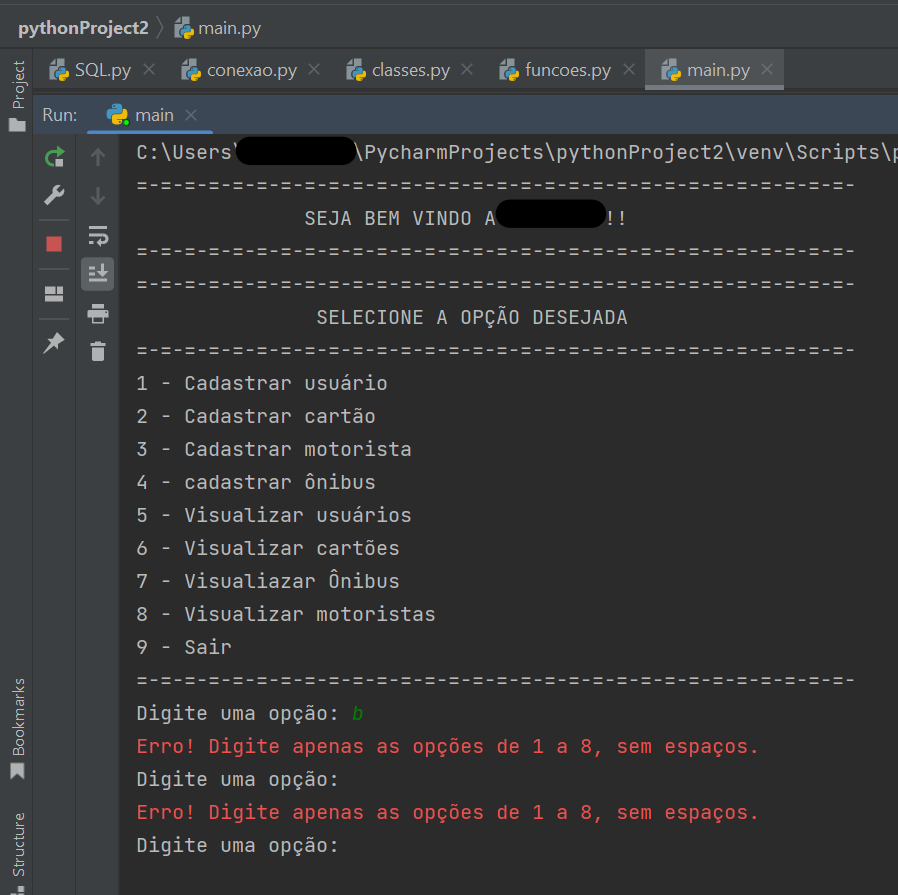 pythonProject2 main.py
SQL.py conexao.py classes.py funcoes.py main.py
Project
Run: main
C:\Users\ \PycharmProjects\pythonProject2\venv\Scripts\p
=-=-=-=-=-=-=-=-=-=-=-=-=-=-=-=-=-=-=-=-=-=-=-=-=-=-=-=-=-=-
SEJA BEM VINDO A !!
=-=-=-=-=-=-=-=-=-=-=-=-=-=-=-=-=-=-=-=-=-=-=-=-=-=-=-=-=-=-
=-=-=-=-=-=-=-=-=-=-=-=-=-=-=-=-=-=-=-=-=-=-=-=-=-=-=-=-=-=-
SELECIONE A OPÇÃO DESEJADA
=-=-=-=-=-=-=-=-=-=-=-=-=-=-=-=-=-=-=-=-=-=-=-=-=-=-=-=-=-=-
1 - Cadastrar usuário
2 - Cadastrar cartão
3 - Cadastrar motorista
4 - cadastrar ônibus
5 - Visualizar usuários
6 - Visualizar cartões
7 - Visualiazar Ônibus
8 - Visualizar motoristas
9 - Sair
=-=-=-=-=-=-=-=-=-=-=-=-=-=-=-=-=-=-=-=-=-=-=-=-=-=-=-=-=-=-
Digite uma opção: b
Erro! Digite apenas as opções de 1 a 8, sem espaços.
Digite uma opção:
Erro! Digite apenas as opções de 1 a 8, sem espaços.
Digite uma opção:
Bookmarks
Structure